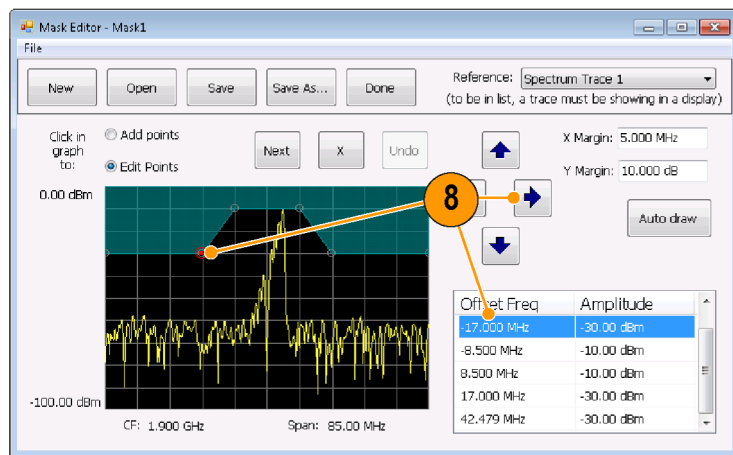 Mask Editor - Mask1
File
New
Open
Save
Save As...
Done
Reference: Spectrum Trace 1
(to be in list, a trace must be showing in a display)
Click in
graph
to:
Add points
Edit Points
Next
X
Undo
X Margin: 5.000 MHz
Y Margin: 10.000 dB
Auto draw
8
0.00 dBm
-100.00 dBm
CF: 1.900 GHz
Span: 85.00 MHz
Offset Freq Amplitude
-17.000 MHz -30.00 dBm
-8.500 MHz -10.00 dBm
8.500 MHz -10.00 dBm
17.000 MHz -30.00 dBm
42.479 MHz -30.00 dBm